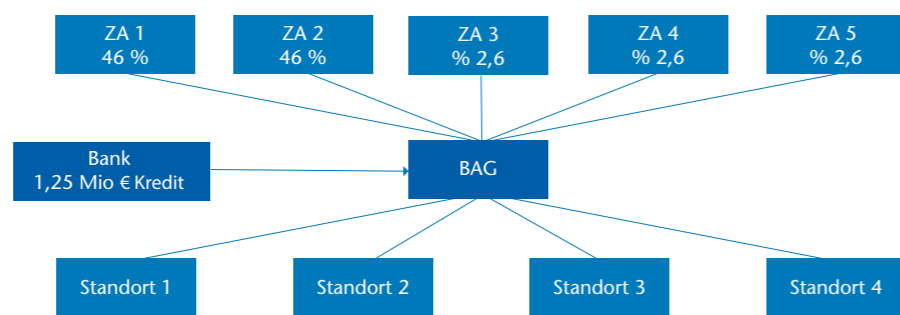 ZA 1
46 %
ZA 2
46 %
ZA 3
% 2,6
ZA 4
% 2,6
ZA 5
% 2,6
Bank
1,25 Mio € Kredit
BAG
Standort 1
Standort 2
Standort 3
Standort 4